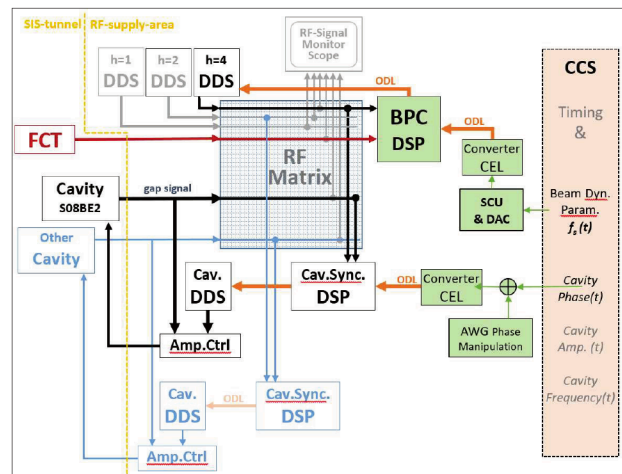 SIS-tunnel
RF-supply-area
RF-Signal
Monitor
Scope
h=1
DDS
h=2
DDS
h=4
DDS
ODL
CCS
Timing
&
FCT
BPC
DSP
ODL
RF
Matrix
Converter
CEL
SCU
& DAC
Beam Dyn.
Param.
fs(t)
Cavity
S08BE2
gap signal
Other
Cavity
Cav.
DDS
ODL
Cav.Sync.
DSP
ODL
Converter
CEL
Cavity
Phase(t)
Amp.Ctrl
AWG Phase
Manipulation
Cavity
Amp. (t)
Cavity
Frequency(t)
Cav.
DDS
ODL
Cav.Sync.
DSP
Amp.Ctrl